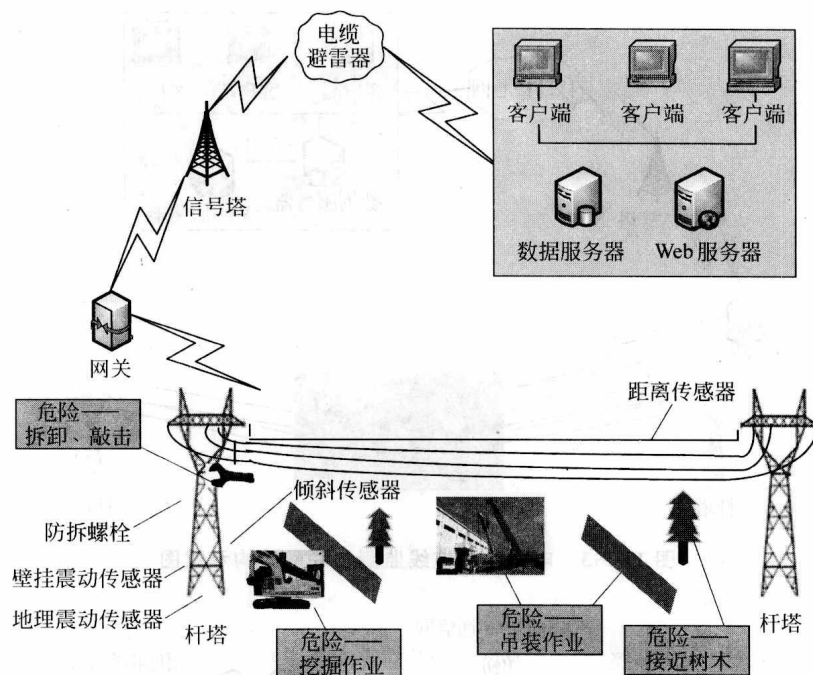 电缆
避雷器
客户端
客户端
客户端
信号塔
数据服务器
Web服务器
网关
距离传感器
危险——
拆卸、敲击
倾斜传感器
防拆螺栓
壁挂震动传感器
地理震动传感器
杆塔
危险——
挖掘作业
危险——
吊装作业
危险——
接近树木
杆塔